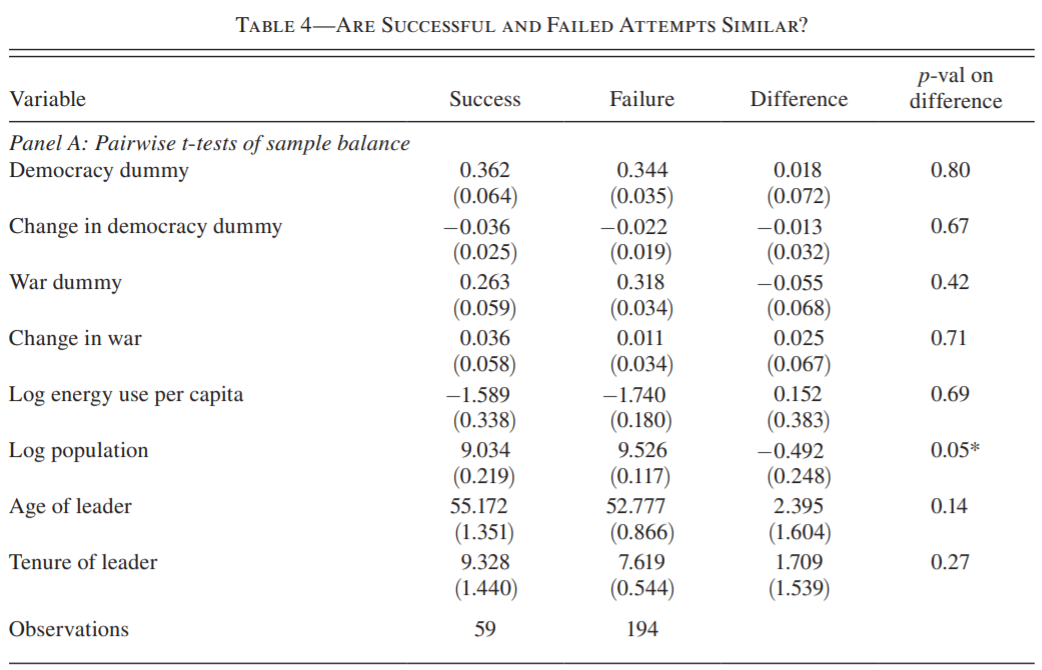 TABLE 4—ARE SUCCESSFUL AND FAILED ATTEMPTS SIMILAR?
Variable Success Failure Difference p-val on difference
Panel A: Pairwise t-tests of sample balance
Democracy dummy 0.362 0.344 0.018 0.80
(0.064) (0.035) (0.072)
Change in democracy dummy −0.036 −0.022 −0.013 0.67
(0.025) (0.019) (0.032)
War dummy 0.263 0.318 −0.055 0.42
(0.059) (0.034) (0.068)
Change in war 0.036 0.011 0.025 0.71
(0.058) (0.034) (0.067)
Log energy use per capita −1.589 −1.740 0.152 0.69
(0.338) (0.180) (0.383)
Log population 9.034 9.526 −0.492 0.05*
(0.219) (0.117) (0.248)
Age of leader 55.172 52.777 2.395 0.14
(1.351) (0.866) (1.604)
Tenure of leader 9.328 7.619 1.709 0.27
(1.440) (0.544) (1.539)
Observations 59 194